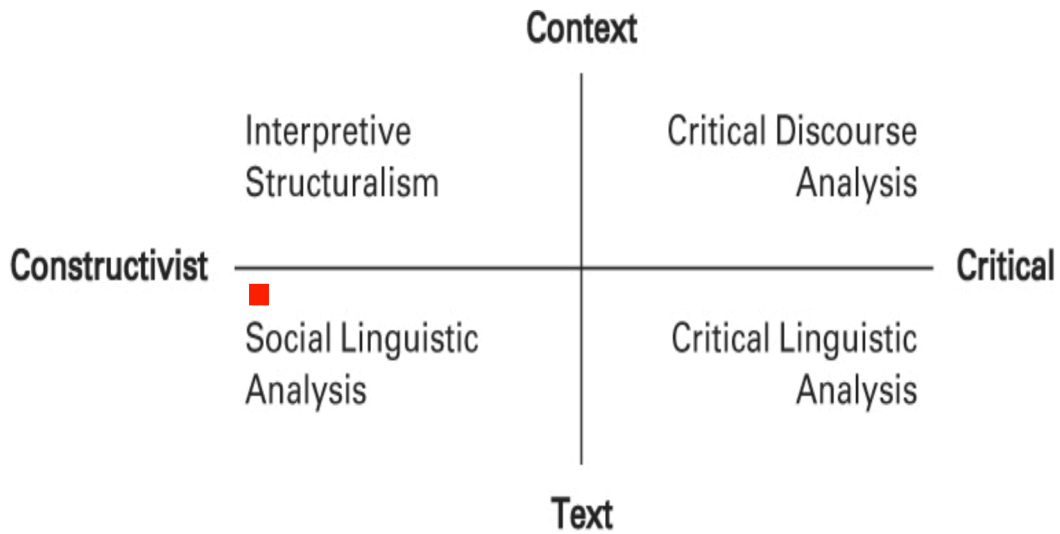 Context
Interpretive
Structuralism
Critical Discourse
Analysis
Constructivist
Critical
Social Linguistic
Analysis
Critical Linguistic
Analysis
Text